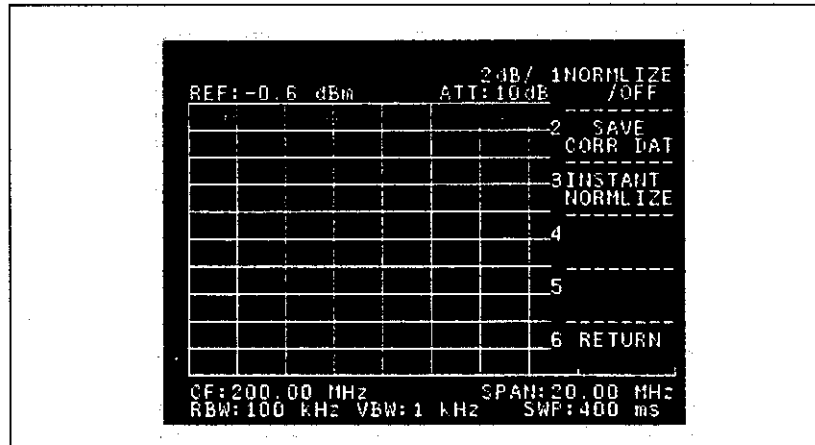 2dB/ 1NORMLIZE
REF:-0.6 dBm ATT:10dB /OFF
2 SAVE
CORR DAT
3INSTANT
NORMLIZE
4
5
6 RETURN
CF:200.00 MHz SPAN:20.00 MHz
RBW:100 kHz VBW:1 kHz SWP:400 ms